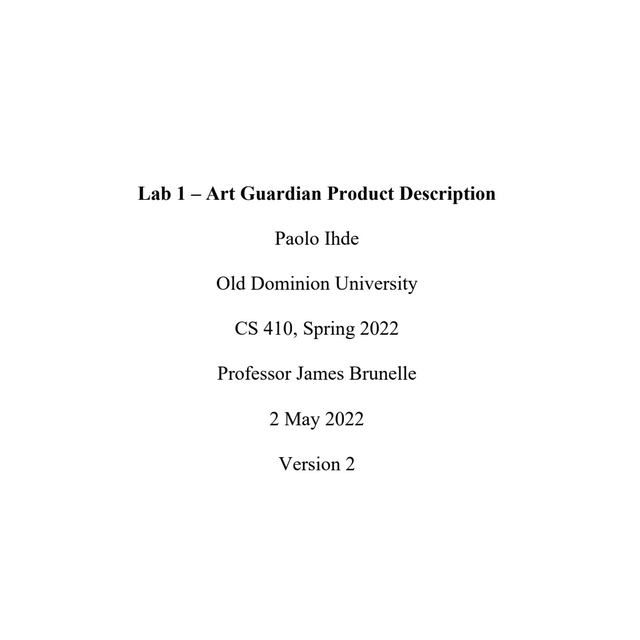 Lab 1 – Art Guardian Product Description
Paolo Ihde
Old Dominion University
CS 410, Spring 2022
Professor James Brunelle
2 May 2022
Version 2